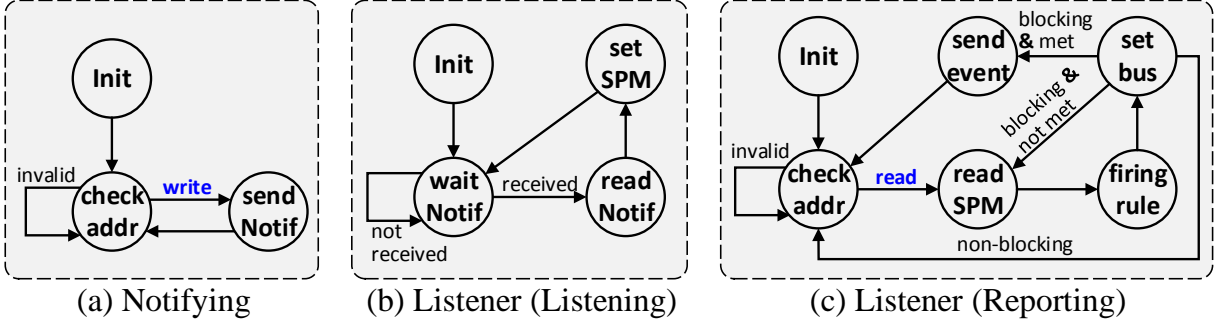 Init
invalid
check
addr
write
send
Notif
(a) Notifying
Init
set
SPM
wait
Notif
received
read
Notif
not
received
(b) Listener (Listening)
Init
send
event
blocking
& met
set
bus
blocking &
not met
invalid
check
addr
read
read
SPM
firing
rule
non-blocking
(c) Listener (Reporting)